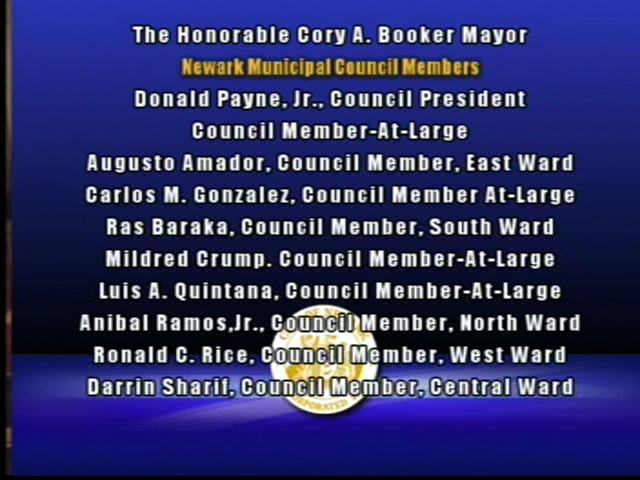 The Honorable Cory A. Booker Mayor
Newark Municipal Council Members
Donald Payne, Jr., Council President
Council Member-At-Large
Augusto Amador, Council Member, East Ward
Carlos M. Gonzalez, Council Member At-Large
Ras Baraka, Council Member, South Ward
Mildred Crump. Council Member-At-Large
Luis A. Quintana, Council Member-At-Large
Anibal Ramos,Jr., Council Member, North Ward
Ronald C. Rice, Council Member, West Ward
Darrin Sharif, Council Member, Central Ward